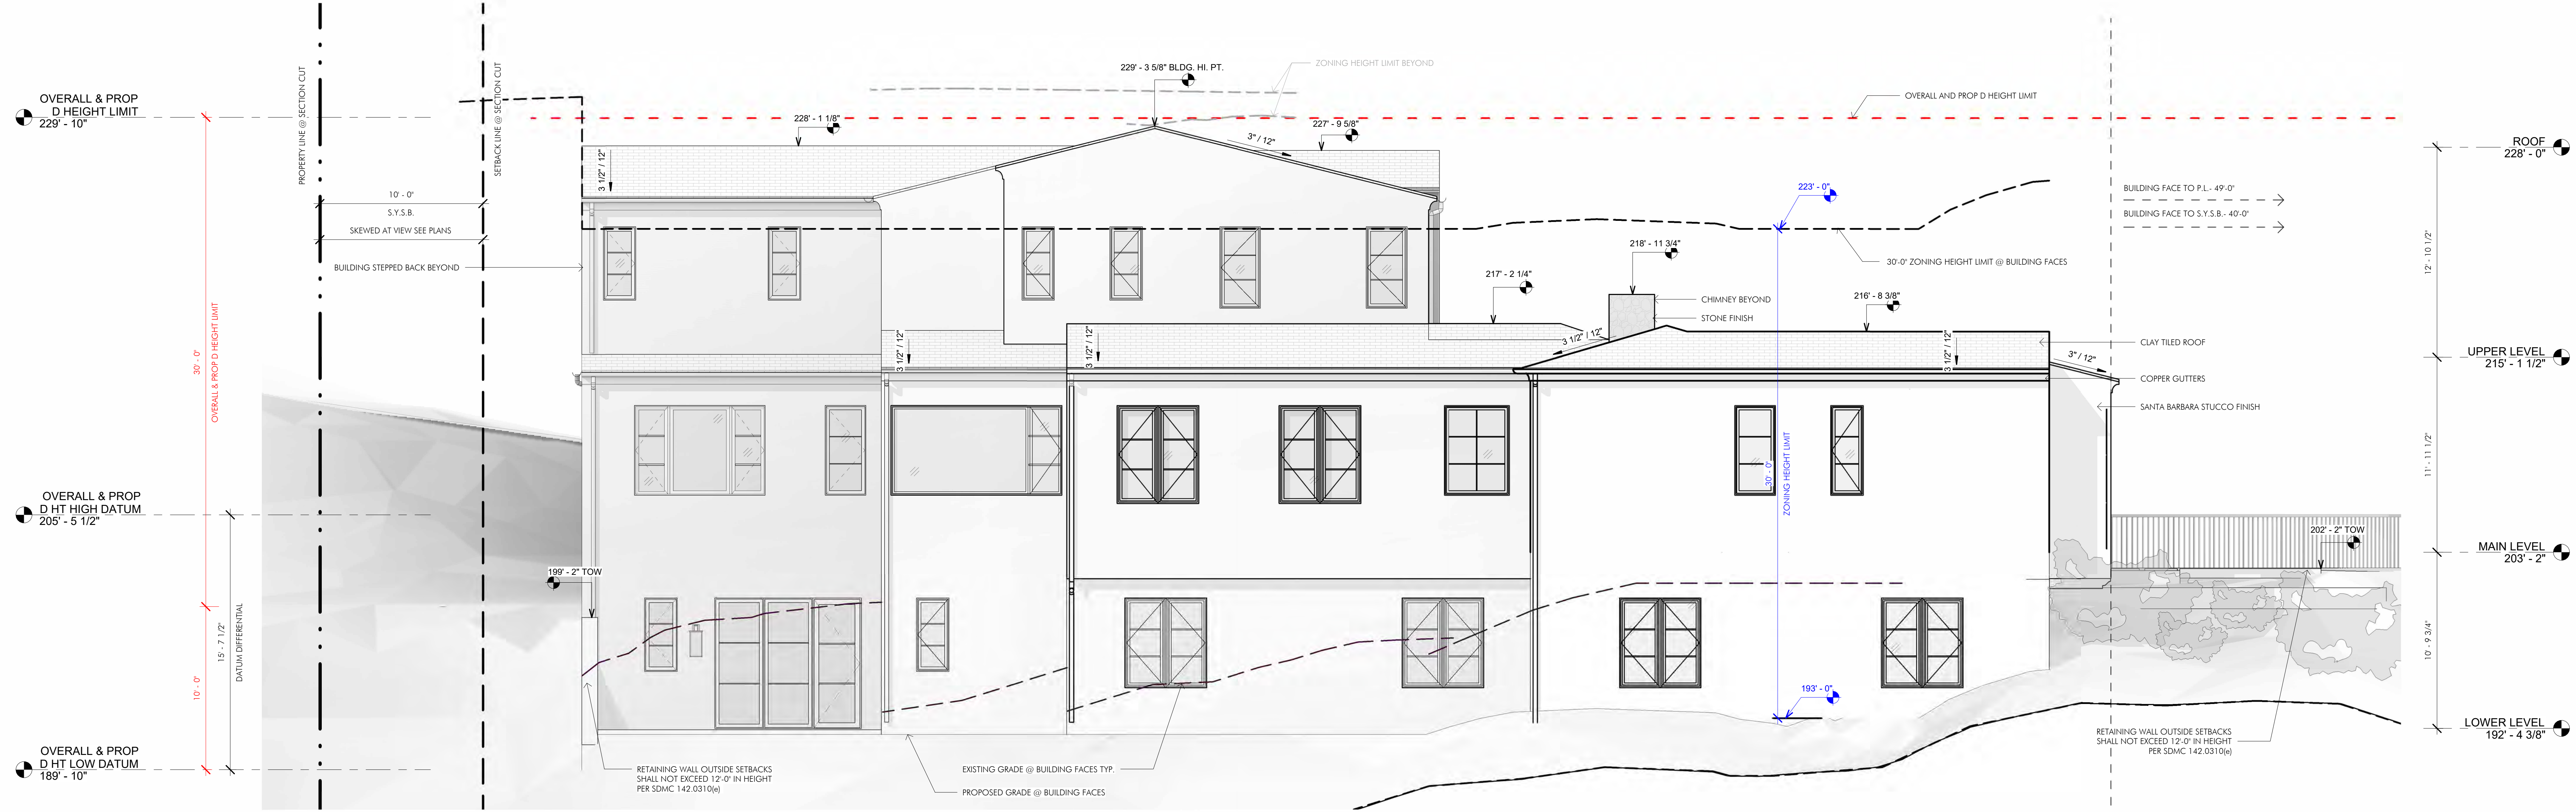 OVERALL & PROP
D HEIGHT LIMIT
229' - 10"
OVERALL & PROP
D HT HIGH DATUM
205' - 5 1/2"
OVERALL & PROP
D HT LOW DATUM
189' - 10"
30' - 0"
OVERALL & PROP D HEIGHT LIMIT
10' - 0"
15' - 7 1/2"
DATUM DIFFERENTIAL
PROPERTY LINE @ SECTION CUT
SETBACK LINE @ SECTION CUT
10' - 0"
S.Y.S.B.
SKEWED AT VIEW SEE PLANS
BUILDING STEPPED BACK BEYOND
199' - 2" TOW
228' - 1 1/8"
229' - 3 5/8" BLDG. HI. PT.
ZONING HEIGHT LIMIT BEYOND
227' - 9 5/8"
3" / 12"
3 1/2" / 12"
3 1/2" / 12"
3 1/2" / 12"
3 1/2" / 12"
3 1/2" / 12"
3" / 12"
OVERALL AND PROP D HEIGHT LIMIT
223' - 0"
30'-0" ZONING HEIGHT LIMIT @ BUILDING FACES
218' - 11 3/4"
217' - 2 1/4"
216' - 8 3/8"
CHIMNEY BEYOND
STONE FINISH
30' - 0"
ZONING HEIGHT LIMIT
193' - 0"
BUILDING FACE TO P.L.- 49'-0"
BUILDING FACE TO S.Y.S.B.- 40'-0"
CLAY TILED ROOF
COPPER GUTTERS
SANTA BARBARA STUCCO FINISH
202' - 2" TOW
RETAINING WALL OUTSIDE SETBACKS
SHALL NOT EXCEED 12'-0" IN HEIGHT
PER SDMC 142.0310(e)
EXISTING GRADE @ BUILDING FACES TYP.
PROPOSED GRADE @ BUILDING FACES
RETAINING WALL OUTSIDE SETBACKS
SHALL NOT EXCEED 12'-0" IN HEIGHT
PER SDMC 142.0310(e)
12' - 10 1/2"
11' - 11 1/2"
10' - 9 3/4"
ROOF
228' - 0"
UPPER LEVEL
215' - 1 1/2"
MAIN LEVEL
203' - 2"
LOWER LEVEL
192' - 4 3/8"